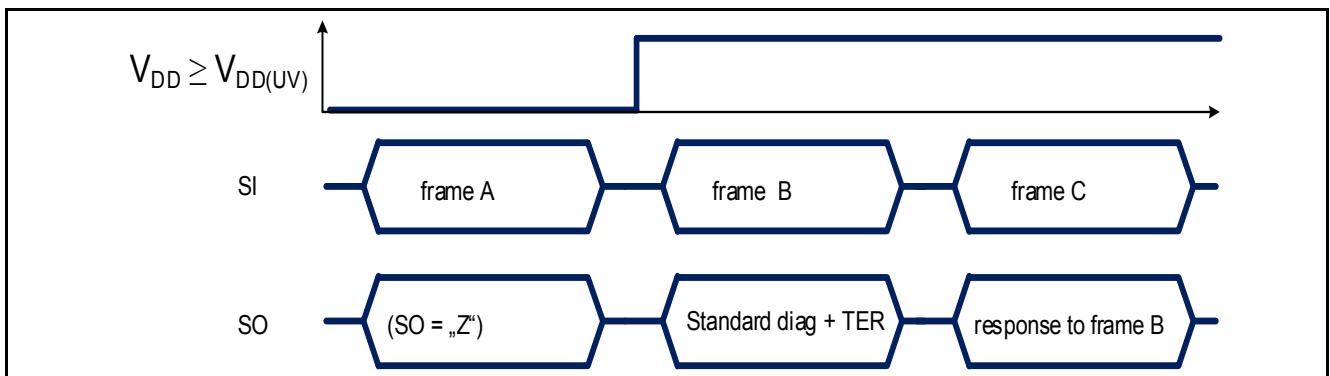 VDD ≥ VDD(UV)
SI frame A frame B frame C
SO (SO = „Z“) Standard diag + TER response to frame B